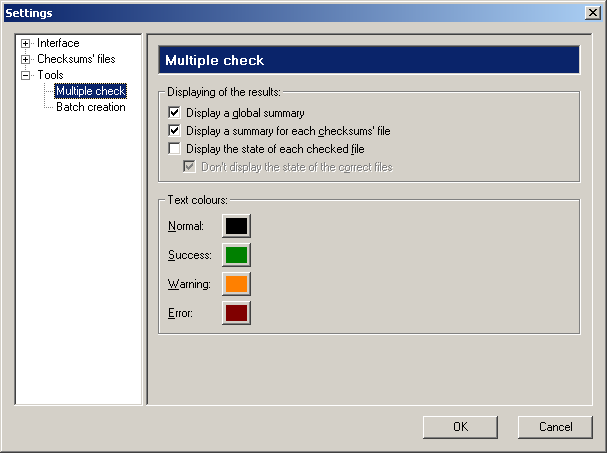 Settings
Interface
Checksums' files
Tools
Multiple check
Batch creation
Multiple check
Displaying of the results:
Display a global summary
Display a summary for each checksums' file
Display the state of each checked file
Don't display the state of the correct files
Text colours:
Normal:
Success:
Warning:
Error:
OK
Cancel